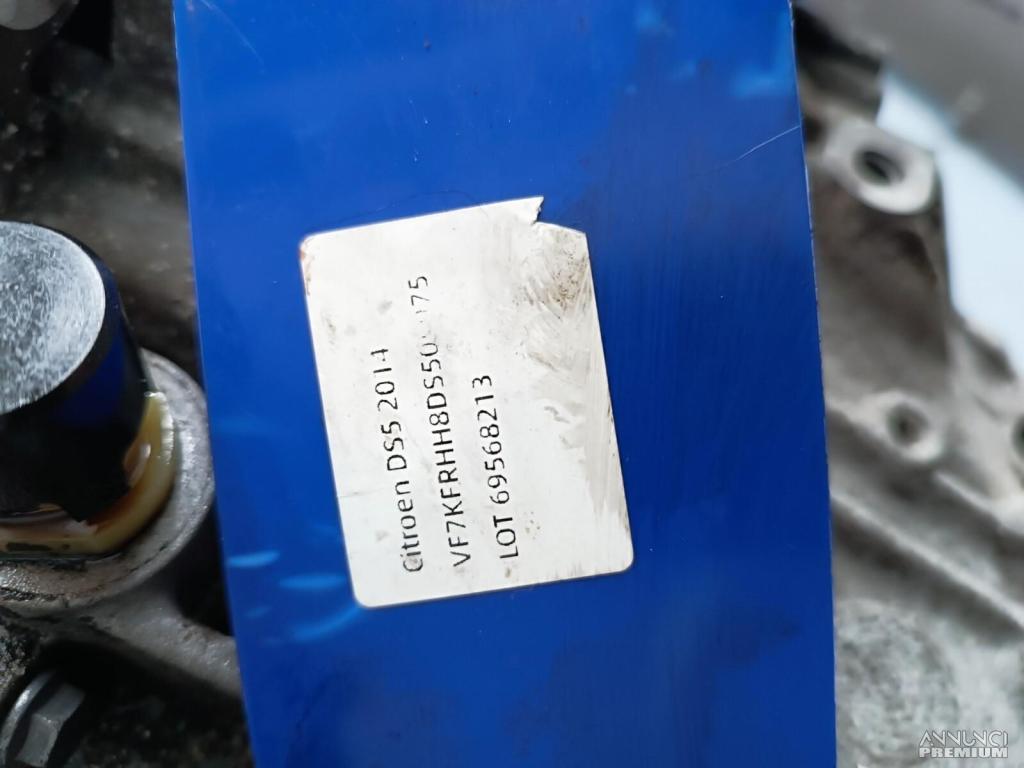 Citroen DS5 2014
LOT 69568213
ANNUNCI
PREMIUM